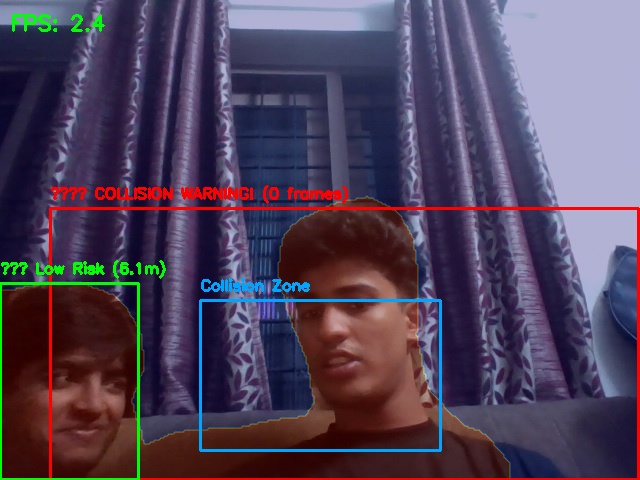 FPS: 2.4
???? COLLISION WARNING! (0 frames)
??? Low Risk (6.1m)
Collision Zone